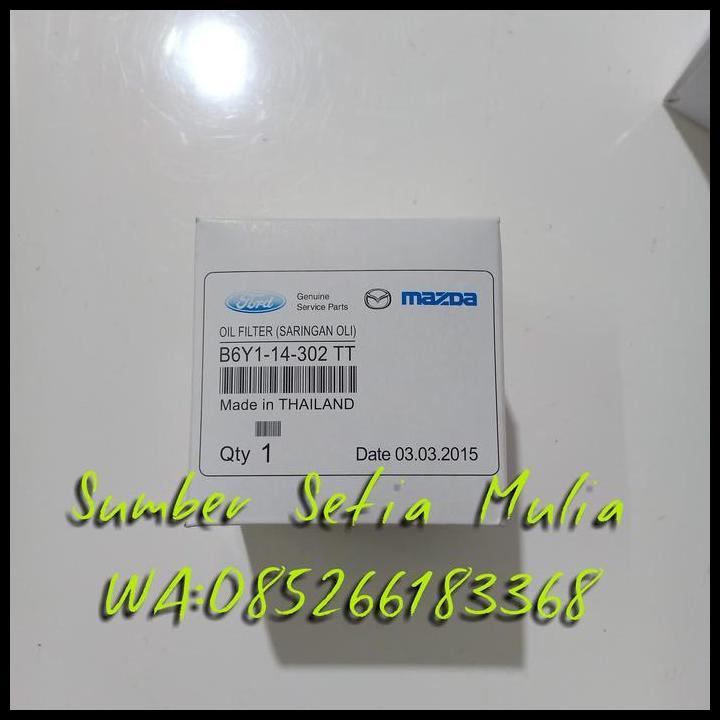 Ford
Genuine
Service Parts
mazda
OIL FILTER (SARINGAN OLI)
B6Y1-14-302 TT
Made in THAILAND
Qty 1
Date 03.03.2015
Sumber Setia Mulia
WA:085266183368